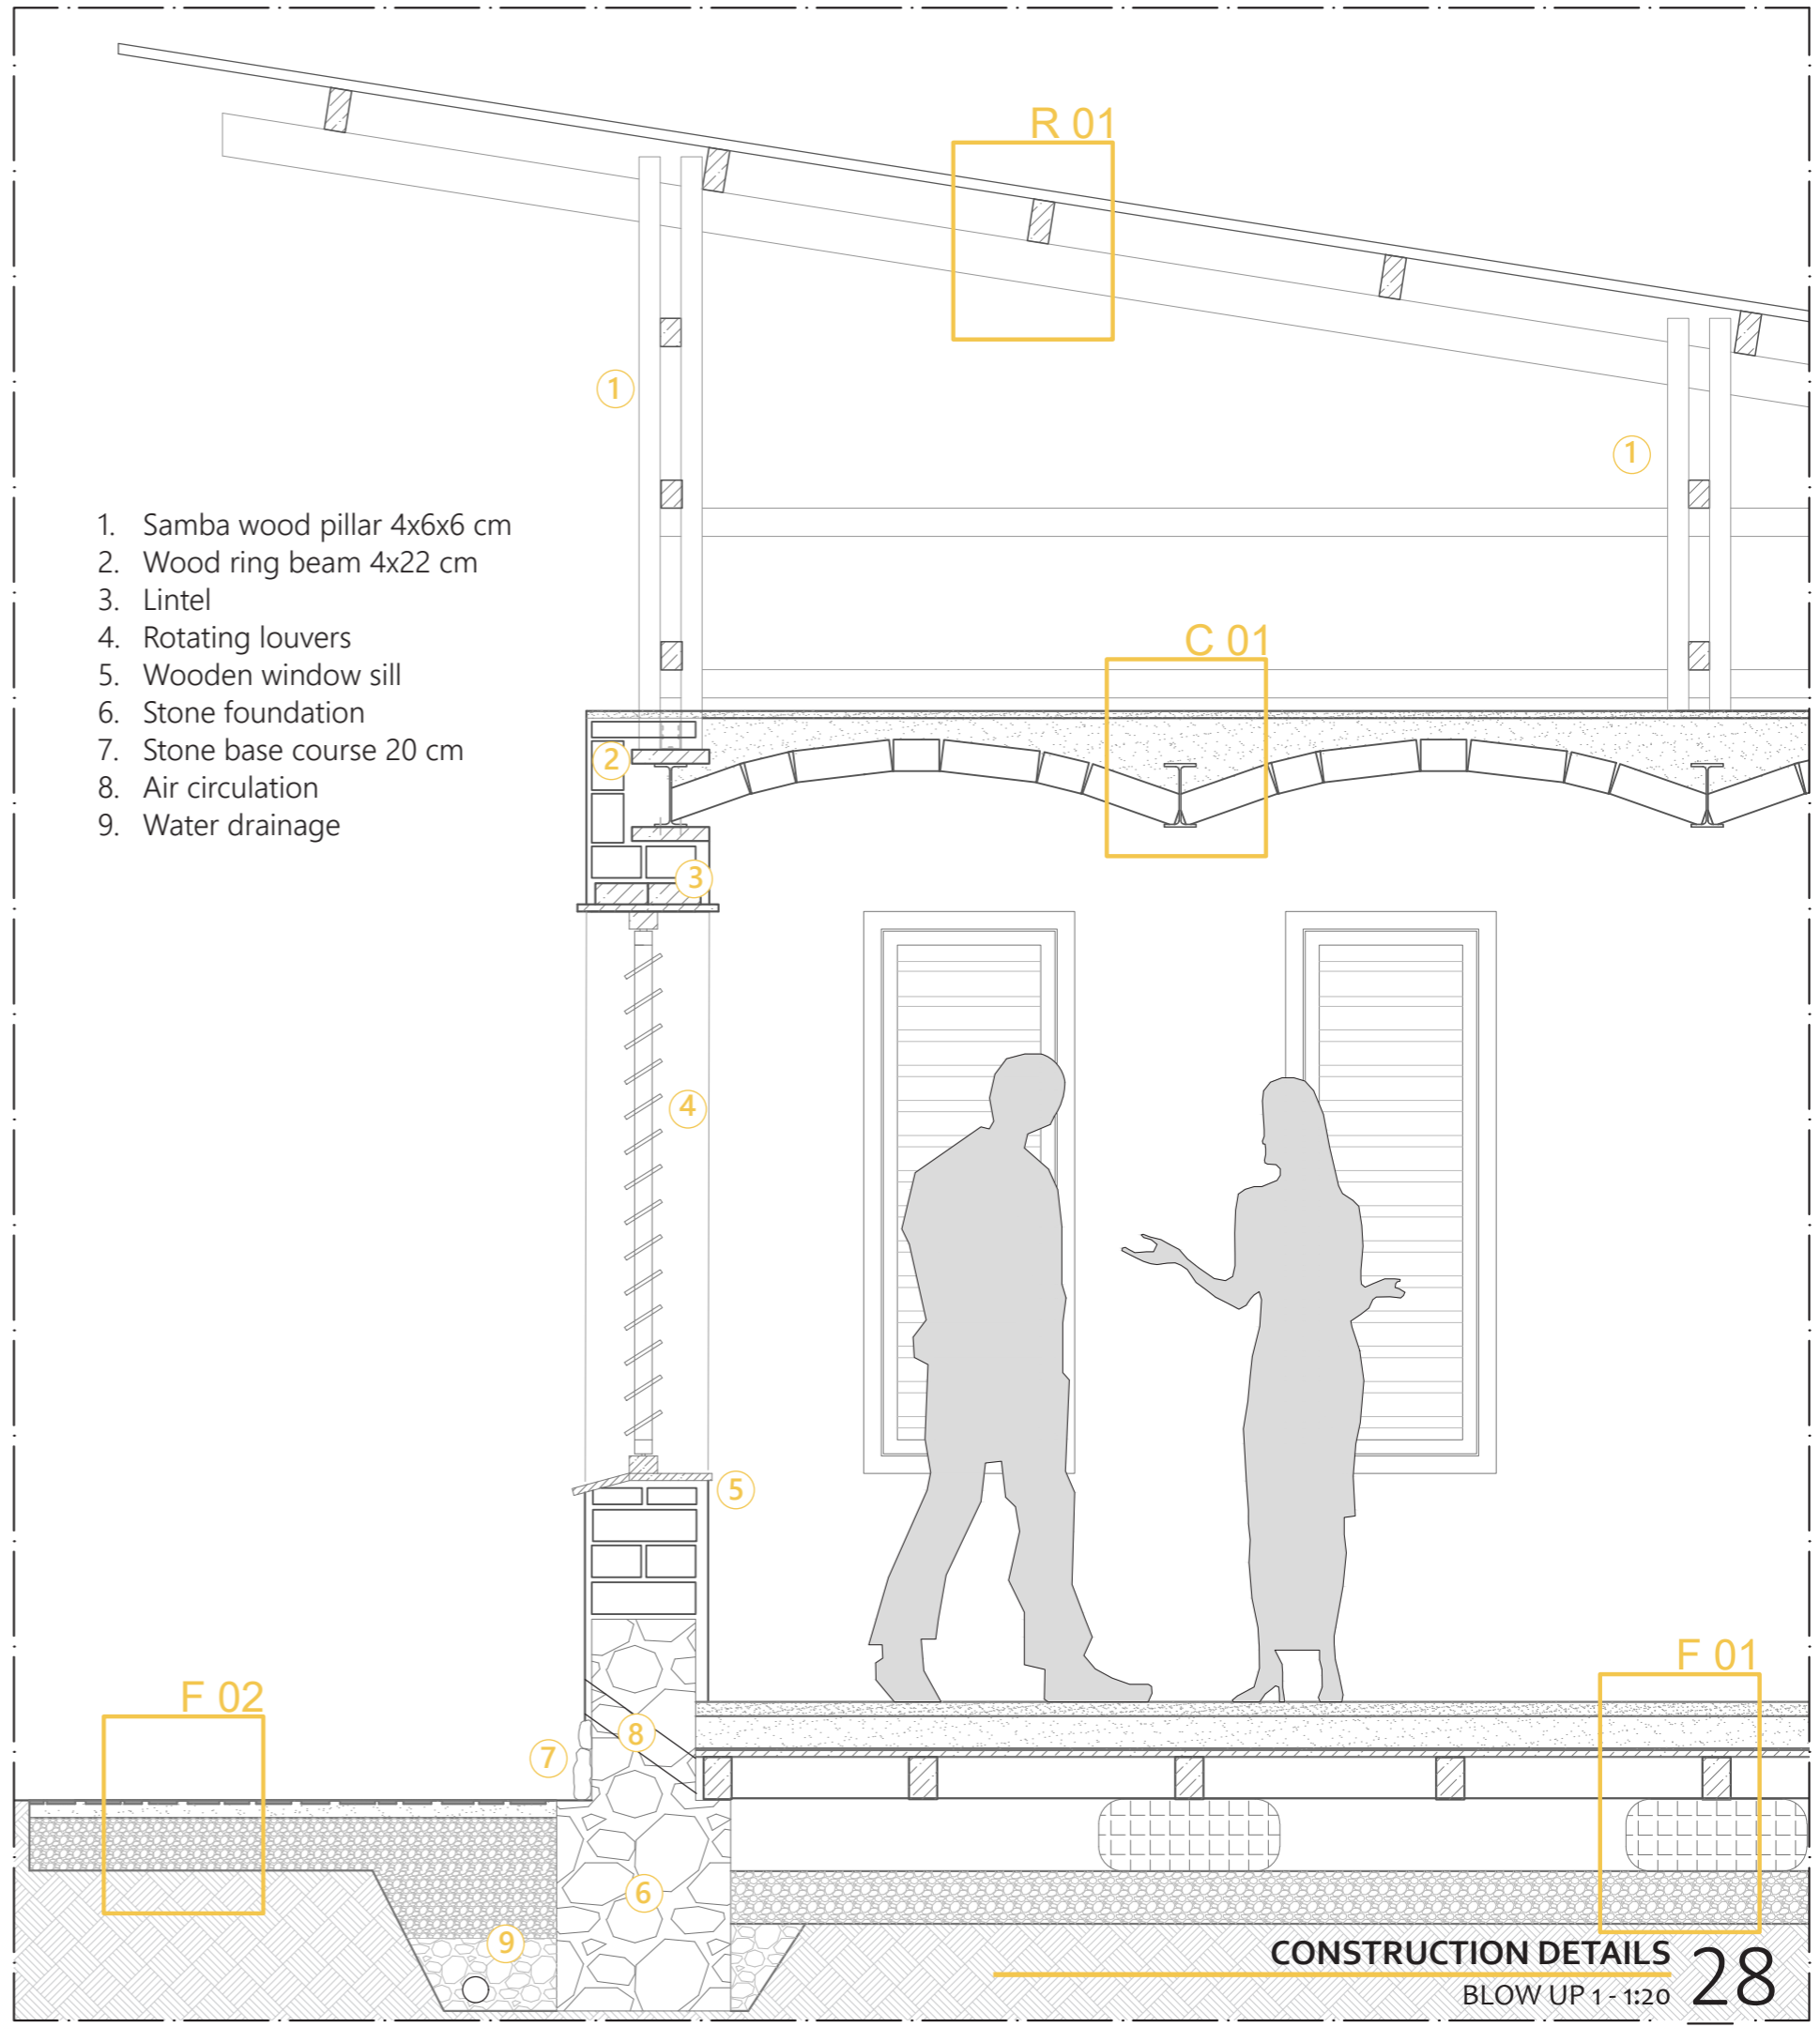 R 01
1
1
1. Samba wood pillar 4x6x6 cm
2. Wood ring beam 4x22 cm
3. Lintel
4. Rotating louvers
5. Wooden window sill
6. Stone foundation
7. Stone base course 20 cm
8. Air circulation
9. Water drainage
C 01
2
3
4
5
F 01
F 02
8
7
6
9
CONSTRUCTION DETAILS
BLOW UP 1 - 1:20
28